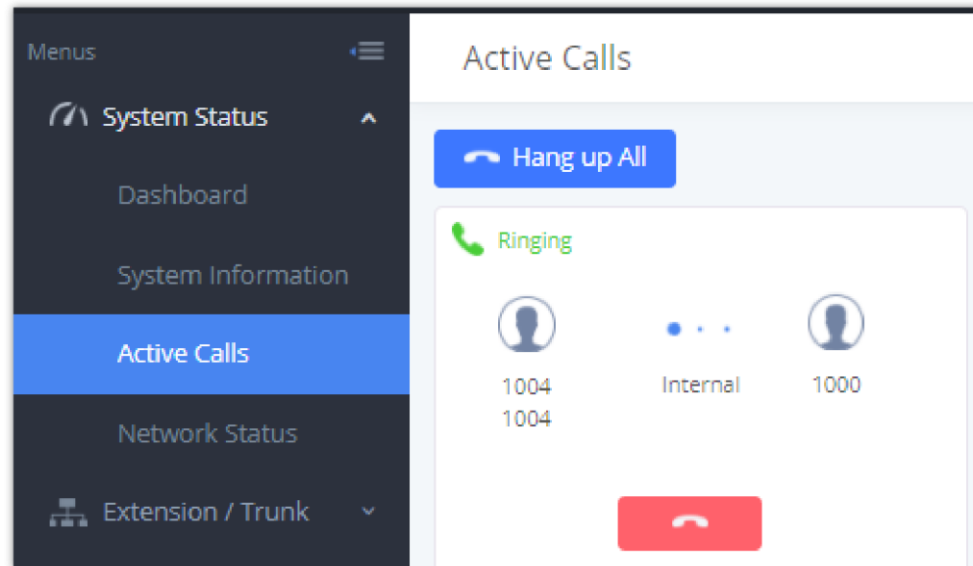 Menus
System Status
Dashboard
System Information
Active Calls
Network Status
Extension / Trunk
Active Calls
Hang up All
Ringing
1004
1004
Internal
1000